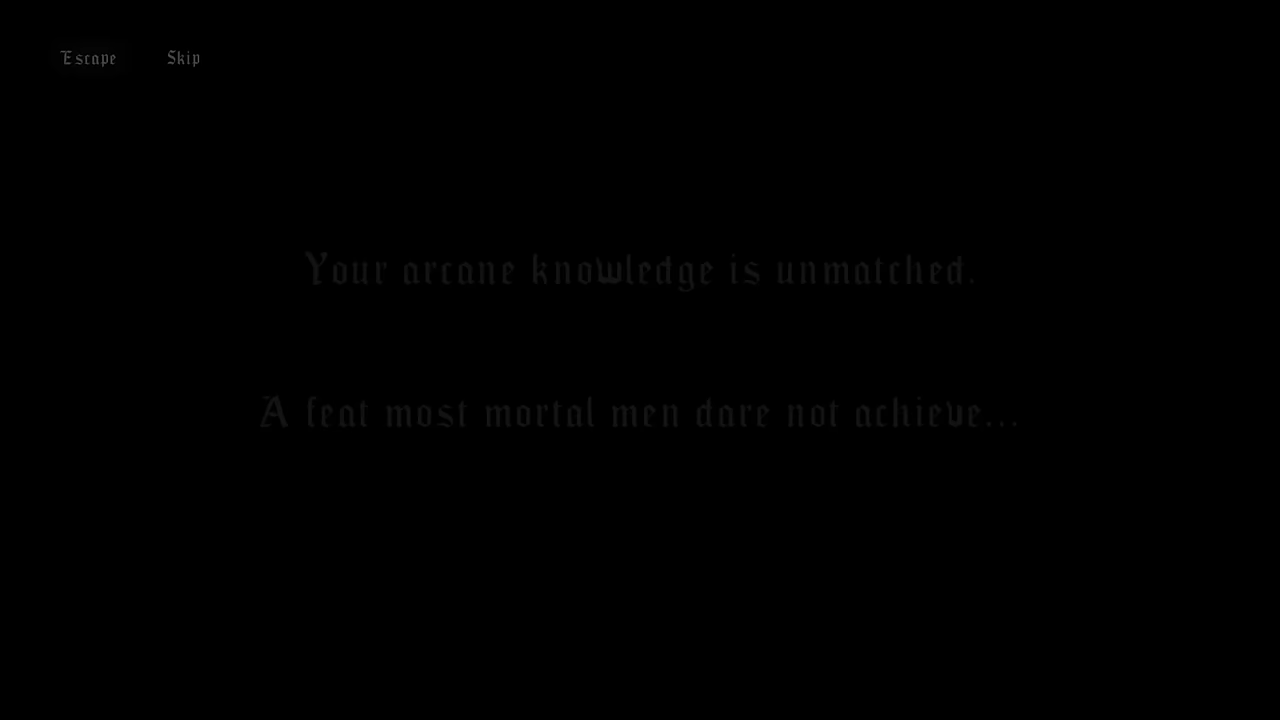 Escape Skip
Your arcane knowledge is unmatched.
A feat most mortal men dare not achieve...